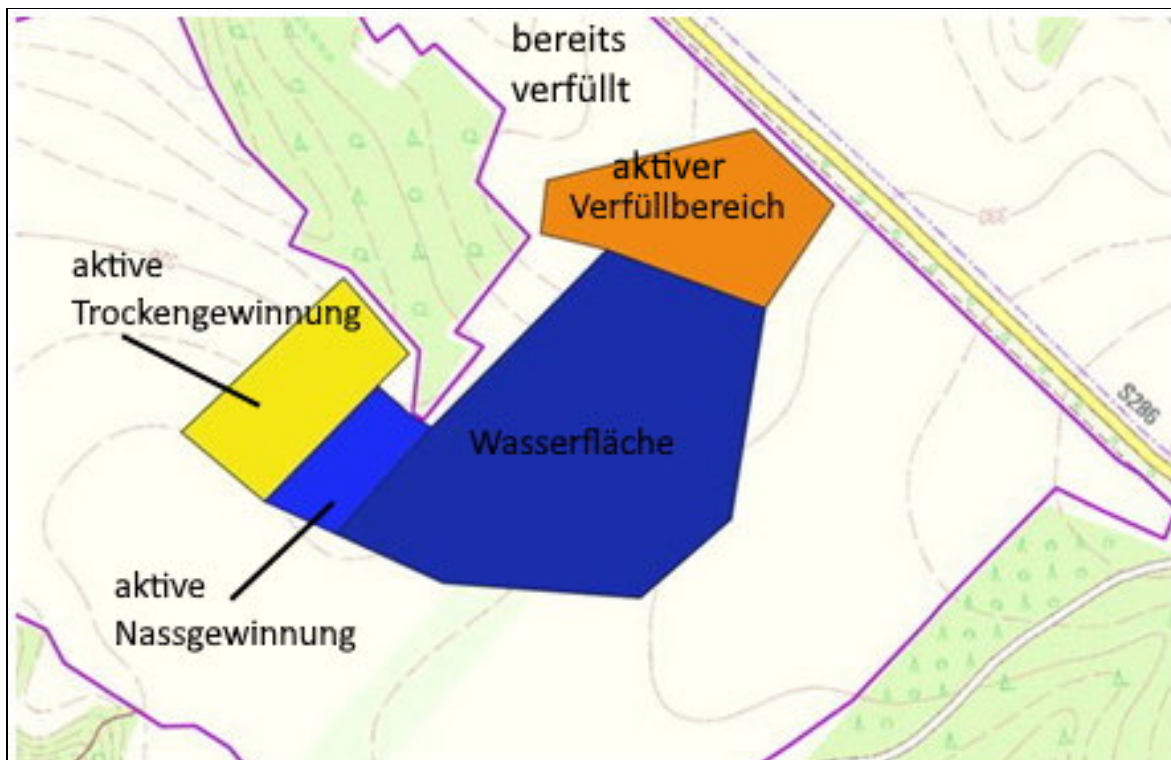 bereits
verfüllt
aktiver
Verfüllbereich
aktive
Trockengewinnung
Wasserfläche
S286
aktive
Nassgewinnung